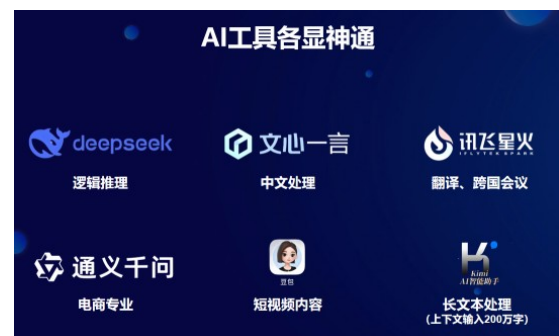 AI工具各显神通
deepseek
文心一言
讯飞星火
IFLYTEK SPARK
逻辑推理
中文处理
翻译、跨国会议
通义千问
豆包
Kimi
AI智能助手
电商专业
短视频内容
长文本处理
(上下文输入200万字)